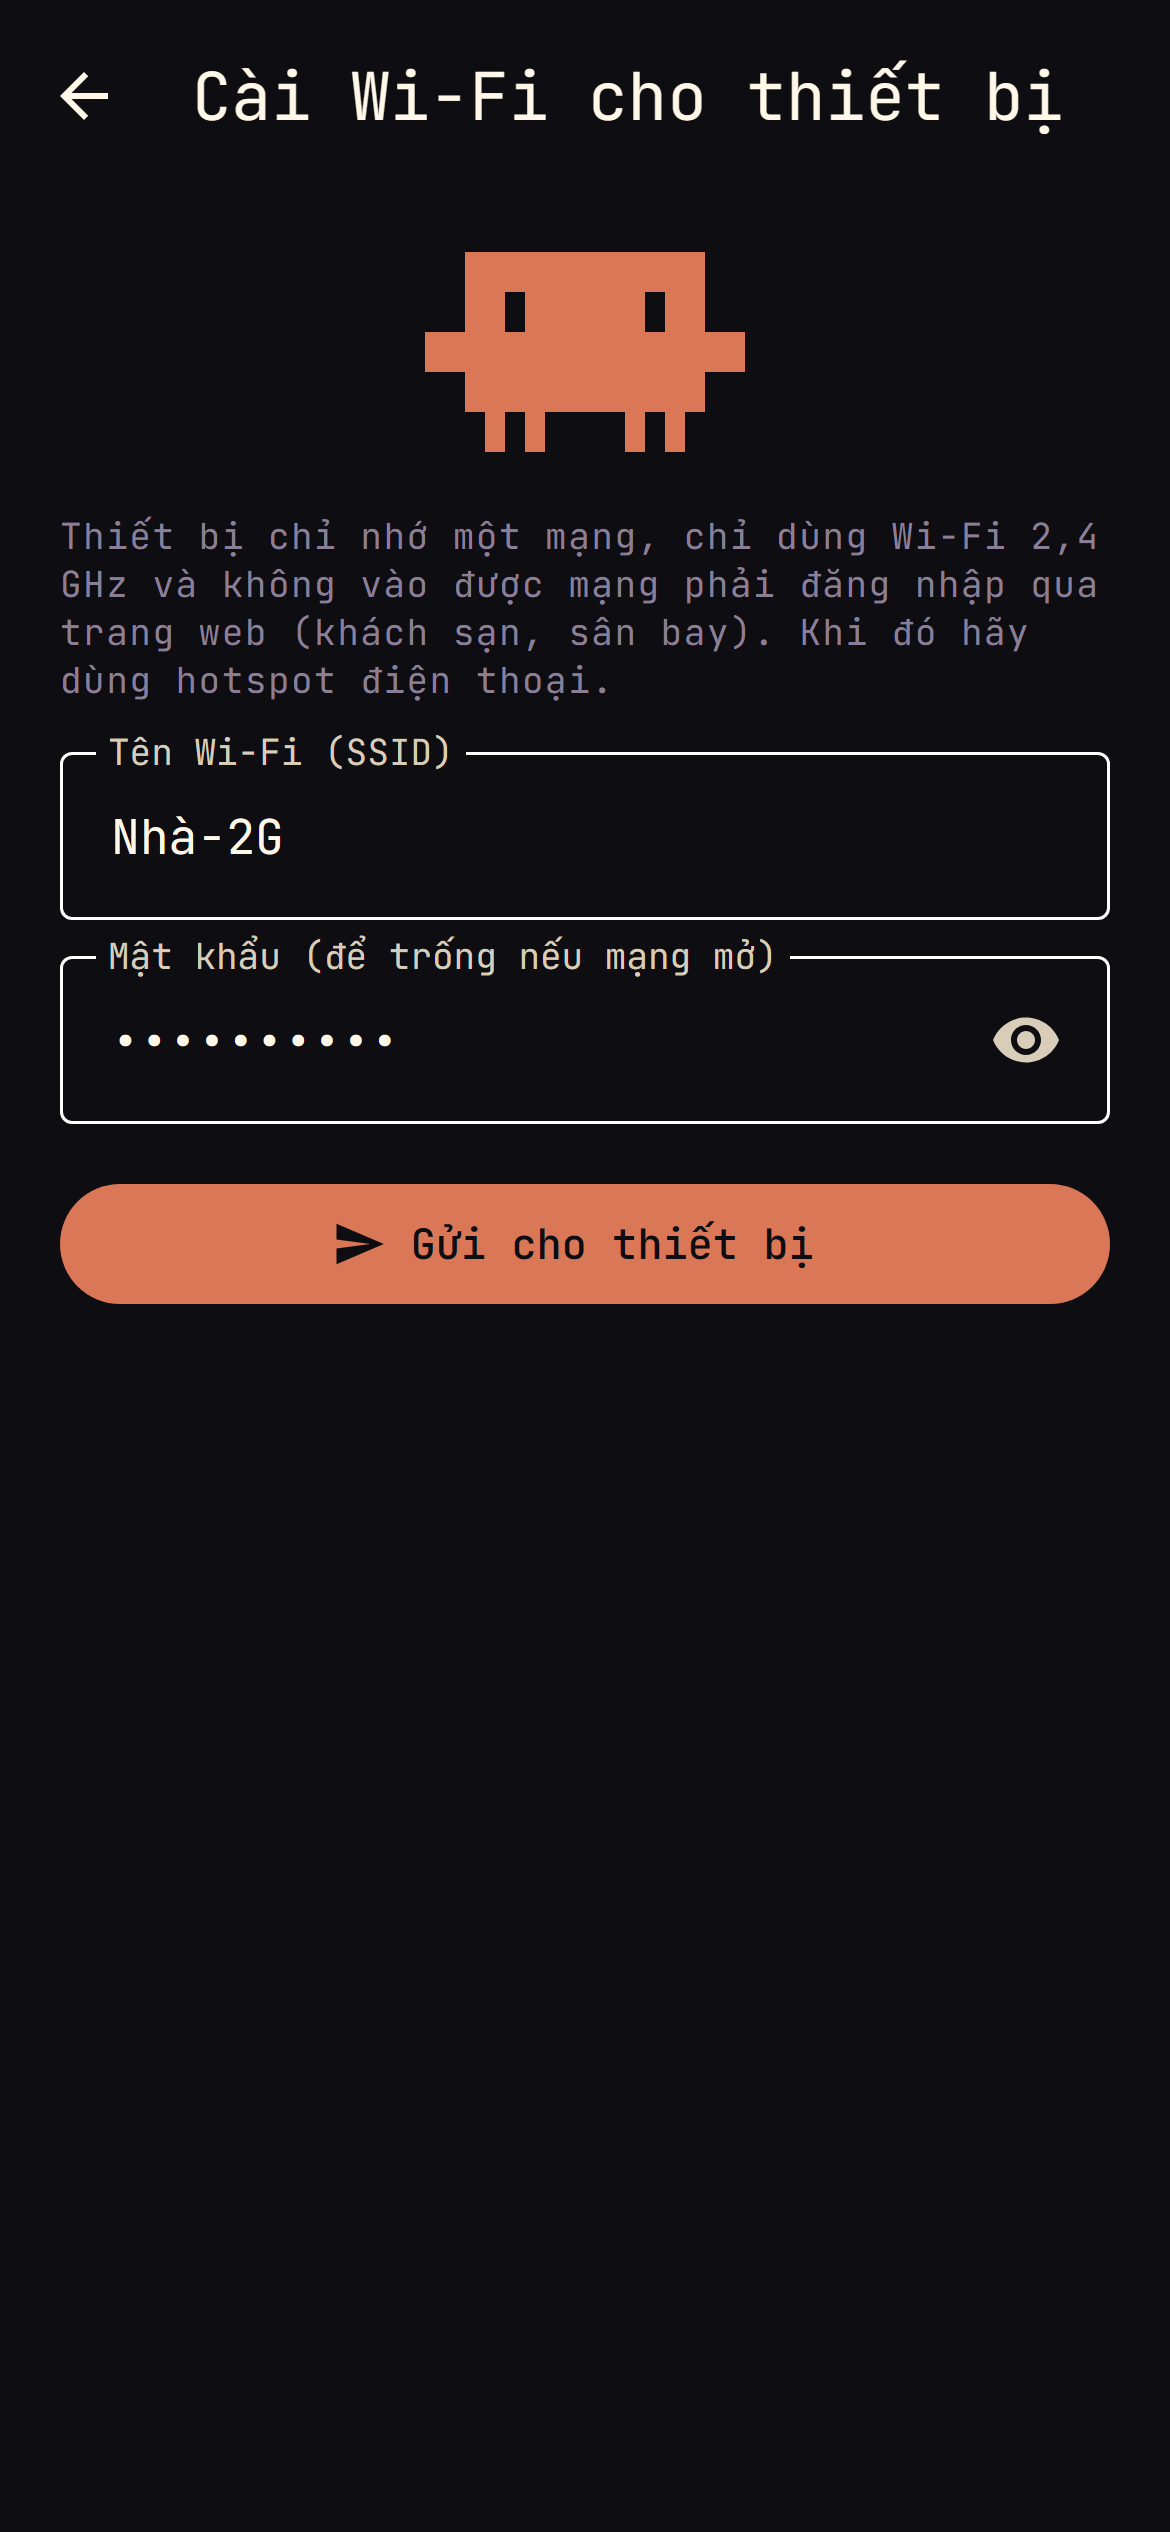 Cài Wi-Fi cho thiết bị
Thiết bị chỉ nhớ một mạng, chỉ dùng Wi-Fi 2,4
GHz và không vào được mạng phải đăng nhập qua
trang web (khách sạn, sân bay). Khi đó hãy
dùng hotspot điện thoại.
Tên Wi-Fi (SSID)
Nhà-2G
Mật khẩu (để trống nếu mạng mở)
••••••••••
Gửi cho thiết bị